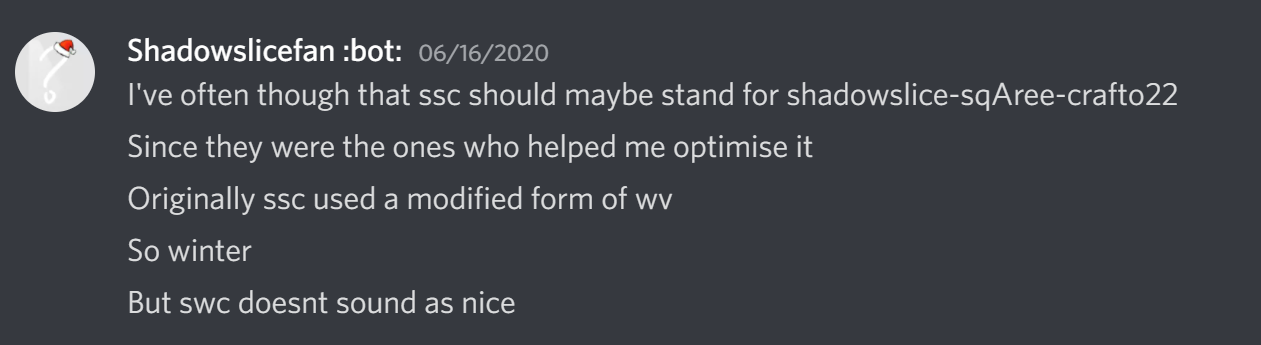 Shadowslicefan :bot: 06/16/2020
I've often though that ssc should maybe stand for shadowslice-sqAree-crafto22
Since they were the ones who helped me optimise it
Originally ssc used a modified form of wv
So winter
But swc doesnt sound as nice